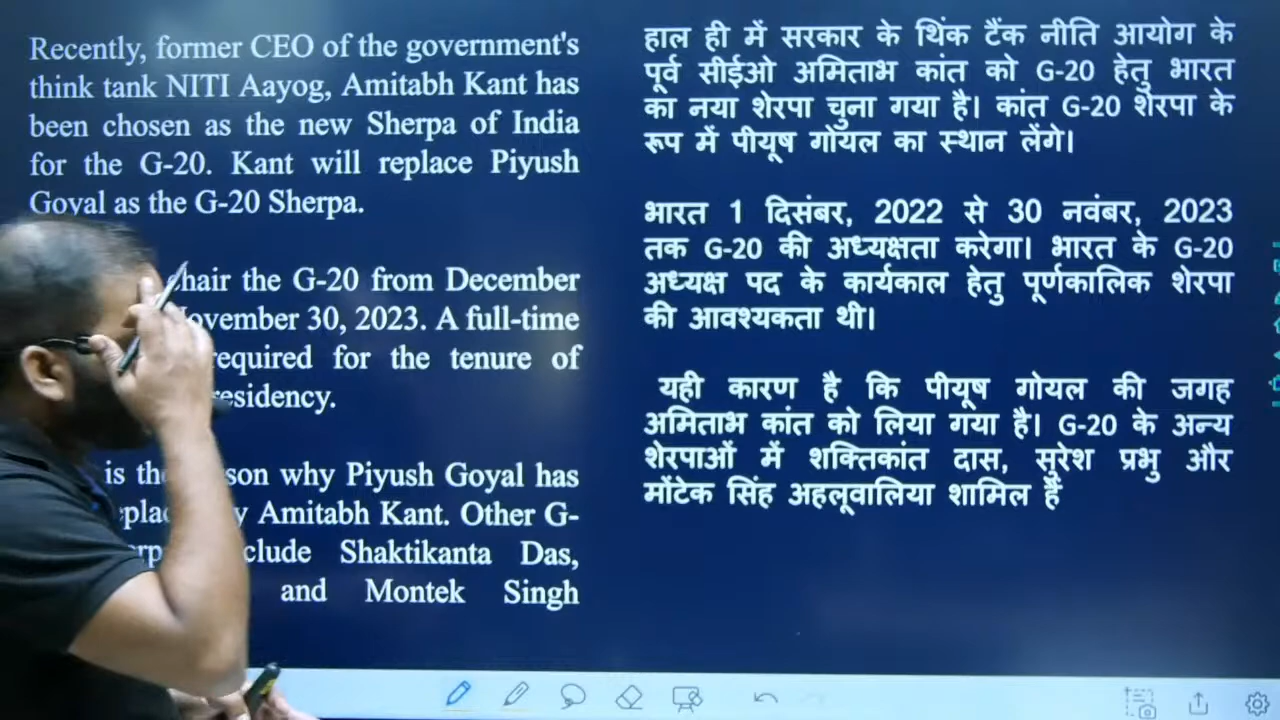 Recently, former CEO of the government's
think tank NITI Aayog, Amitabh Kant has
been chosen as the new Sherpa of India
for the G-20. Kant will replace Piyush
Goyal as the G-20 Sherpa.
chair the G-20 from December
November 30, 2023. A full-time
required for the tenure of
residency.
is the son why Piyush Goyal has
y Amitabh Kant. Other G-
clude Shaktikanta Das,
and Montek Singh
हाल ही में सरकार के थिंक टैंक नीति आयोग के
पूर्व सीईओ अमिताभ कांत को G-20 हेतु भारत
का नया शेरपा चुना गया है। कांत G-20 शेरपा के
रूप में पीयूष गोयल का स्थान लेंगे।
भारत 1 दिसंबर, 2022 से 30 नवंबर, 2023
तक G-20 की अध्यक्षता करेगा। भारत के G-20
अध्यक्ष पद के कार्यकाल हेतु पूर्णकालिक शेरपा
की आवश्यकता थी।
यही कारण है कि पीयूष गोयल की जगह
अमिताभ कांत को लिया गया है। G-20 के अन्य
शेरपाओं में शक्तिकांत दास, सुरेश प्रभु और
मोंटेक सिंह अहलूवालिया शामिल हैं